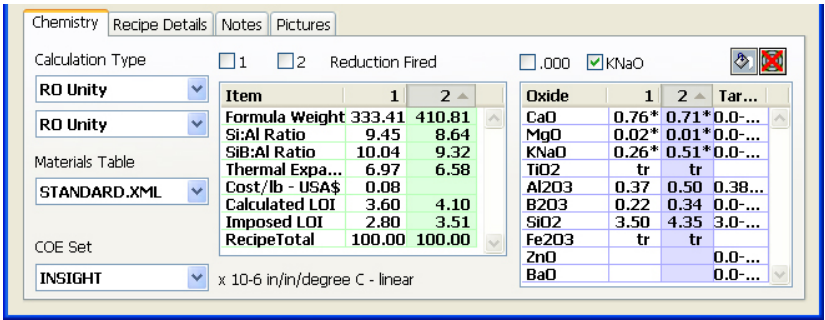 Chemistry Recipe Details Notes Pictures
Calculation Type
1 2 Reduction Fired
.000 KNaO
RO Unity
RO Unity
Materials Table
STANDARD.XML
COE Set
INSIGHT
Item 1 2
Formula Weight 333.41 410.81
Si:Al Ratio 9.45 8.64
SiB:Al Ratio 10.04 9.32
Thermal Expa... 6.97 6.58
Cost/lb - USA$ 0.08
Calculated LOI 3.60 4.10
Imposed LOI 2.80 3.51
RecipeTotal 100.00 100.00
x 10-6 in/in/degree C - linear
Oxide 1 2 Tar...
CaO 0.76* 0.71* 0.0-...
MgO 0.02* 0.01* 0.0-...
KNaO 0.26* 0.51* 0.0-...
TiO2 tr tr
Al2O3 0.37 0.50 0.38...
B2O3 0.22 0.34 0.0-...
SiO2 3.50 4.35 3.0-...
Fe2O3 tr tr
ZnO 0.0-...
BaO 0.0-...